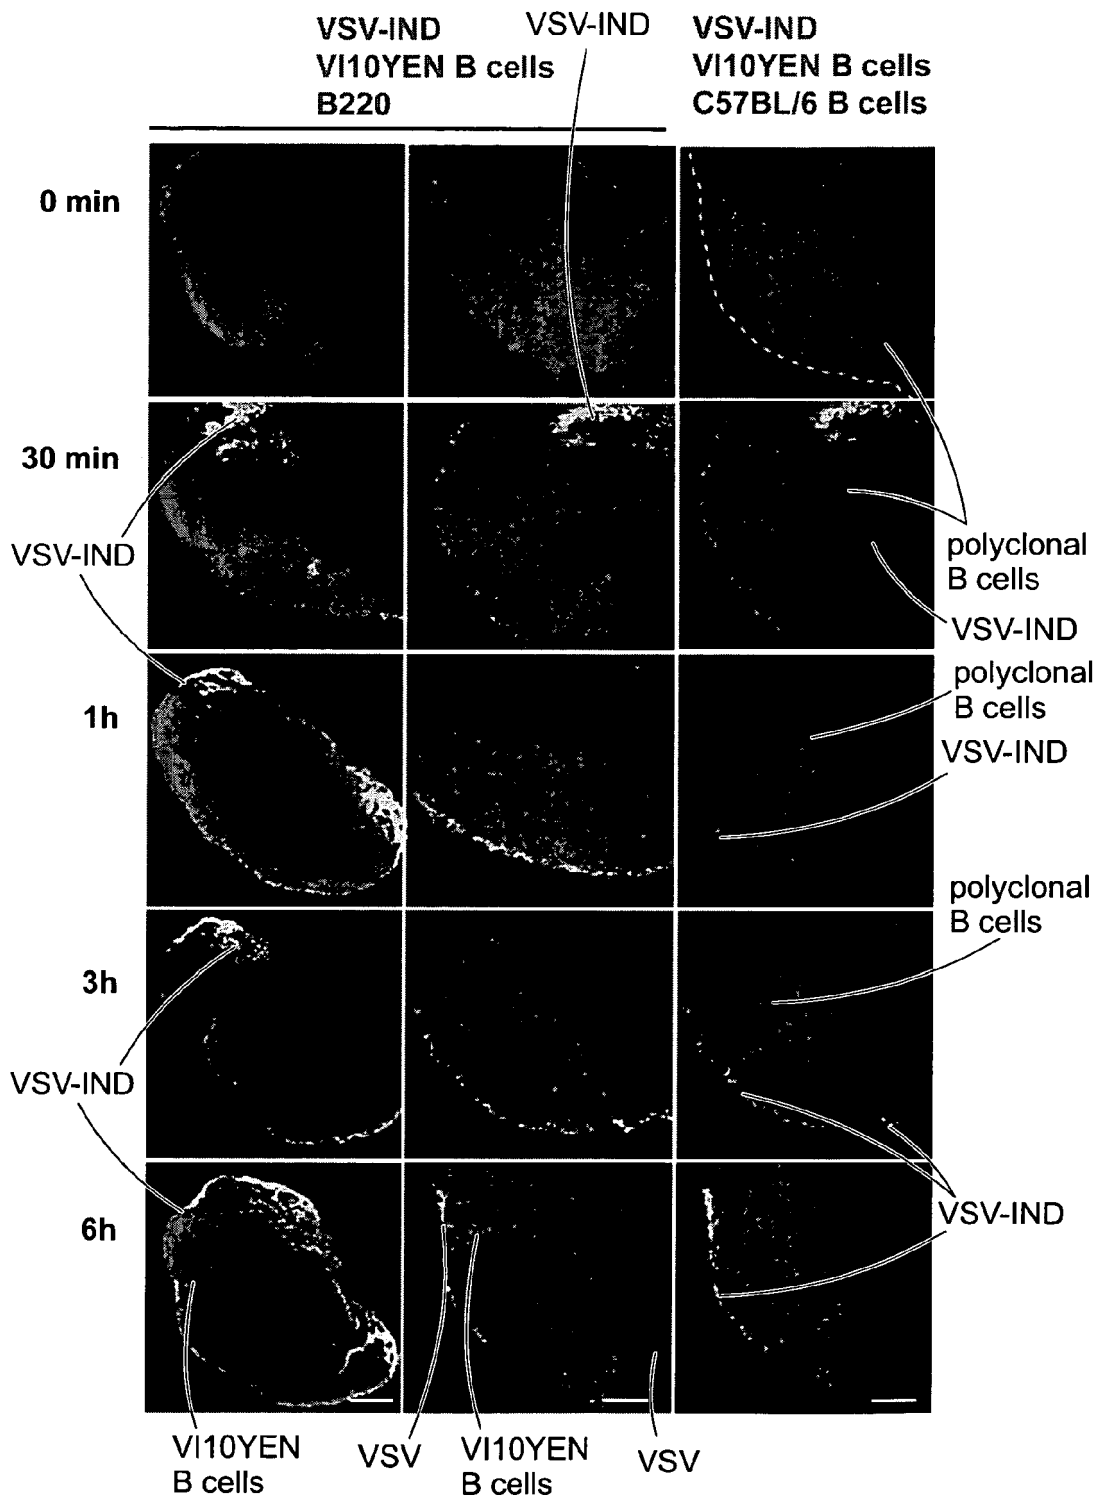 VSV-IND
VI10YEN B cells
B220
VSV-IND
VSV-IND
VI10YEN B cells
C57BL/6 B cells
0 min
30 min
VSV-IND
polyclonal
B cells
VSV-IND
1h
polyclonal
B cells
VSV-IND
polyclonal
B cells
3h
VSV-IND
6h
VSV-IND
VI10YEN
B cells
VSV
VI10YEN
B cells
VSV